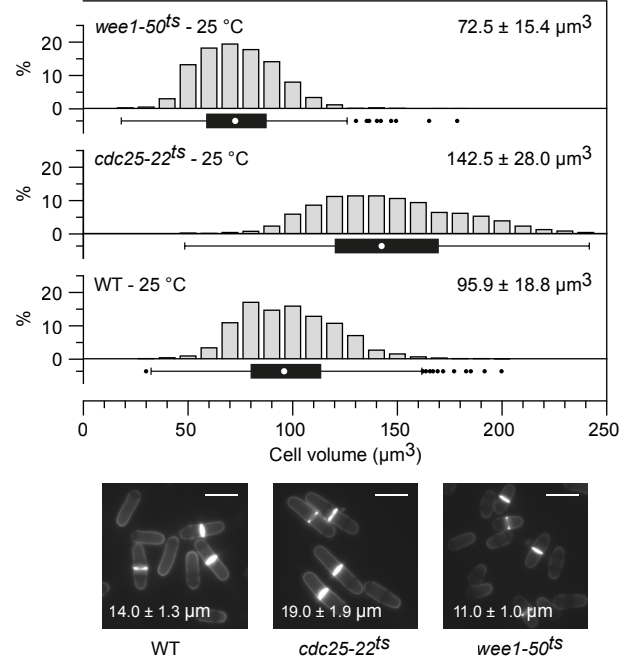 wee1-50ts - 25 °C 72.5 ± 15.4 µm3
20
10
0
%
cdc25-22ts - 25 °C 142.5 ± 28.0 µm3
20
10
0
%
WT - 25 °C 95.9 ± 18.8 µm3
20
10
0
%
0 50 100 150 200 250
Cell volume (µm3)
14.0 ± 1.3 µm 19.0 ± 1.9 µm 11.0 ± 1.0 µm
WT cdc25-22ts wee1-50ts